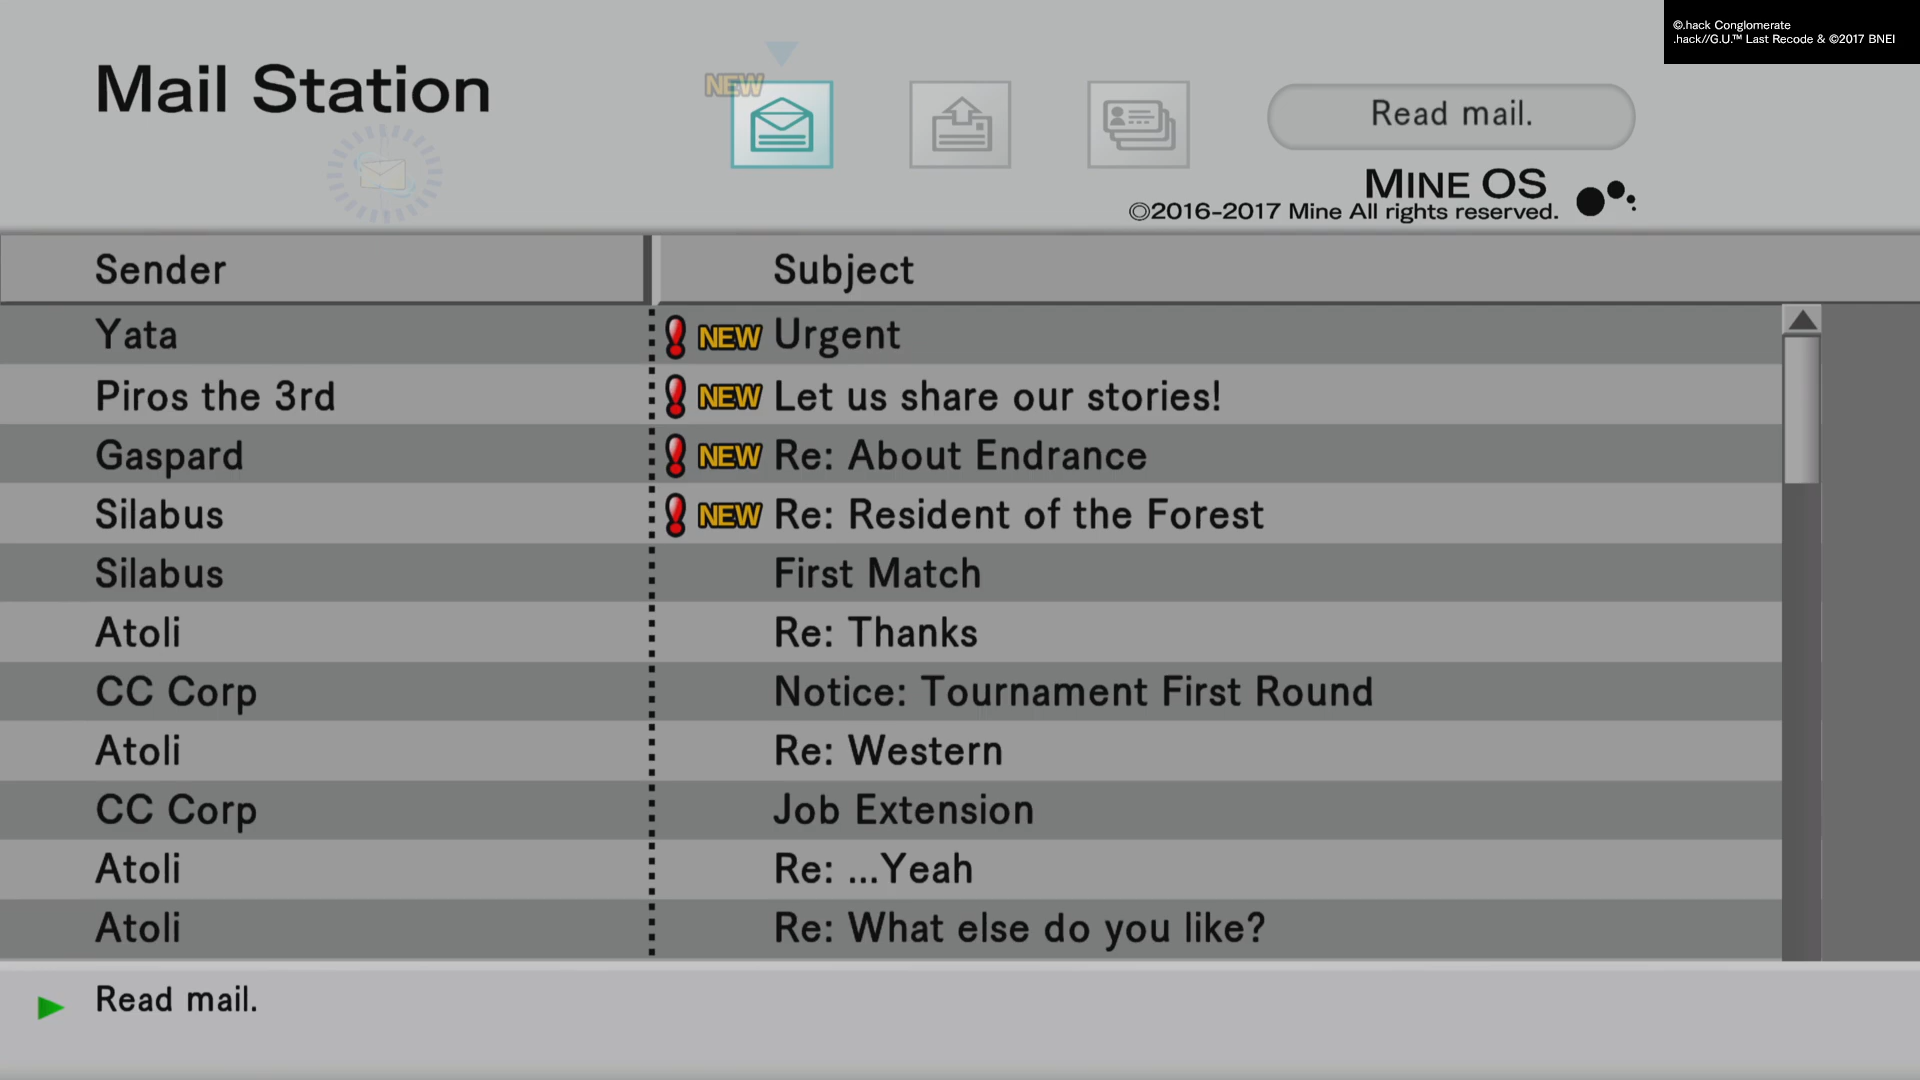 ©.hack Conglomerate
.hack//G.U.™ Last Recode & ©2017 BNEI
Mail Station
NEW
Read mail.
MINE OS
©2016-2017 Mine All rights reserved.
Sender Subject
Yata NEW Urgent
Piros the 3rd NEW Let us share our stories!
Gaspard NEW Re: About Endrance
Silabus NEW Re: Resident of the Forest
Silabus First Match
Atoli Re: Thanks
CC Corp Notice: Tournament First Round
Atoli Re: Western
CC Corp Job Extension
Atoli Re: ...Yeah
Atoli Re: What else do you like?
Read mail.